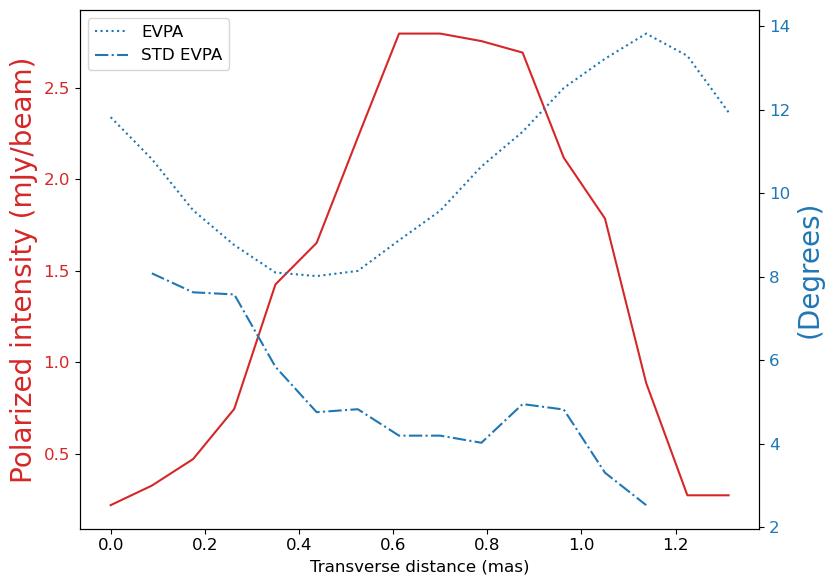 EVPA
STD EVPA
Polarized intensity (mJy/beam)
2.5
2.0
1.5
1.0
0.5
14
12
10
8
6
4
2
(Degrees)
0.0 0.2 0.4 0.6 0.8 1.0 1.2
Transverse distance (mas)